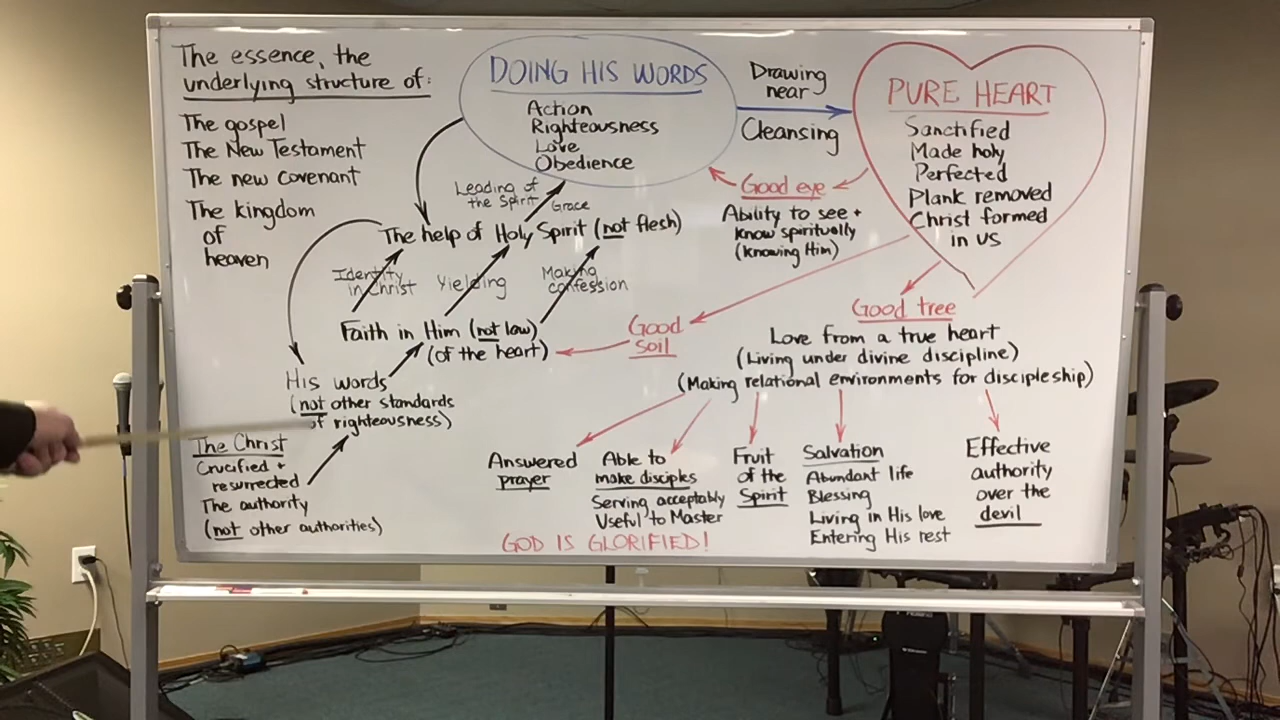 The essence, the
underlying structure of:
The gospel
The New Testament
The new covenant
The kingdom
of
heaven
DOING HIS WORDS
Action
Righteousness
Love
Obedience
Drawing
near
Cleansing
PURE HEART
Sanctified
Made holy
Perfected
Plank removed
Christ formed
in us
Leading of
the Spirit
Grace
Good eye
Ability to see +
know spiritually
(knowing Him)
The help of Holy Spirit (not flesh)
Identity
in Christ
Yielding
Making
confession
Faith in Him (not law)
(of the heart)
Good
soil
Good tree
Love from a true heart
(Living under divine discipline)
(Making relational environments for discipleship)
His words
(not other standards
of righteousness)
The Christ
Crucified +
resurrected
The authority
(not other authorities)
Answered
prayer
Able to
make disciples
Serving acceptably
Useful to Master
Fruit
of the
Spirit
Salvation
Abundant life
Blessing
Living in His love
Entering His rest
Effective
authority
over the
devil
GOD IS GLORIFIED!